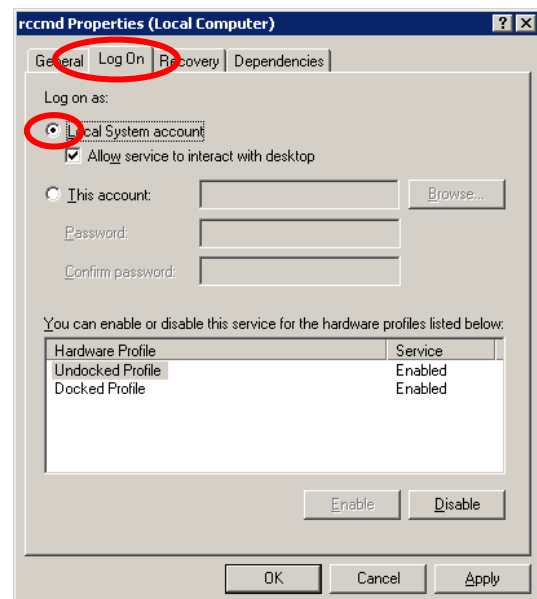 rccmd Properties (Local Computer)
General Log On Recovery Dependencies
Log on as:
Local System account
Allow service to interact with desktop
This account: Browse...
Password:
Confirm password:
You can enable or disable this service for the hardware profiles listed below:
Hardware Profile Service
Undocked Profile Enabled
Docked Profile Enabled
Enable Disable
OK Cancel Apply